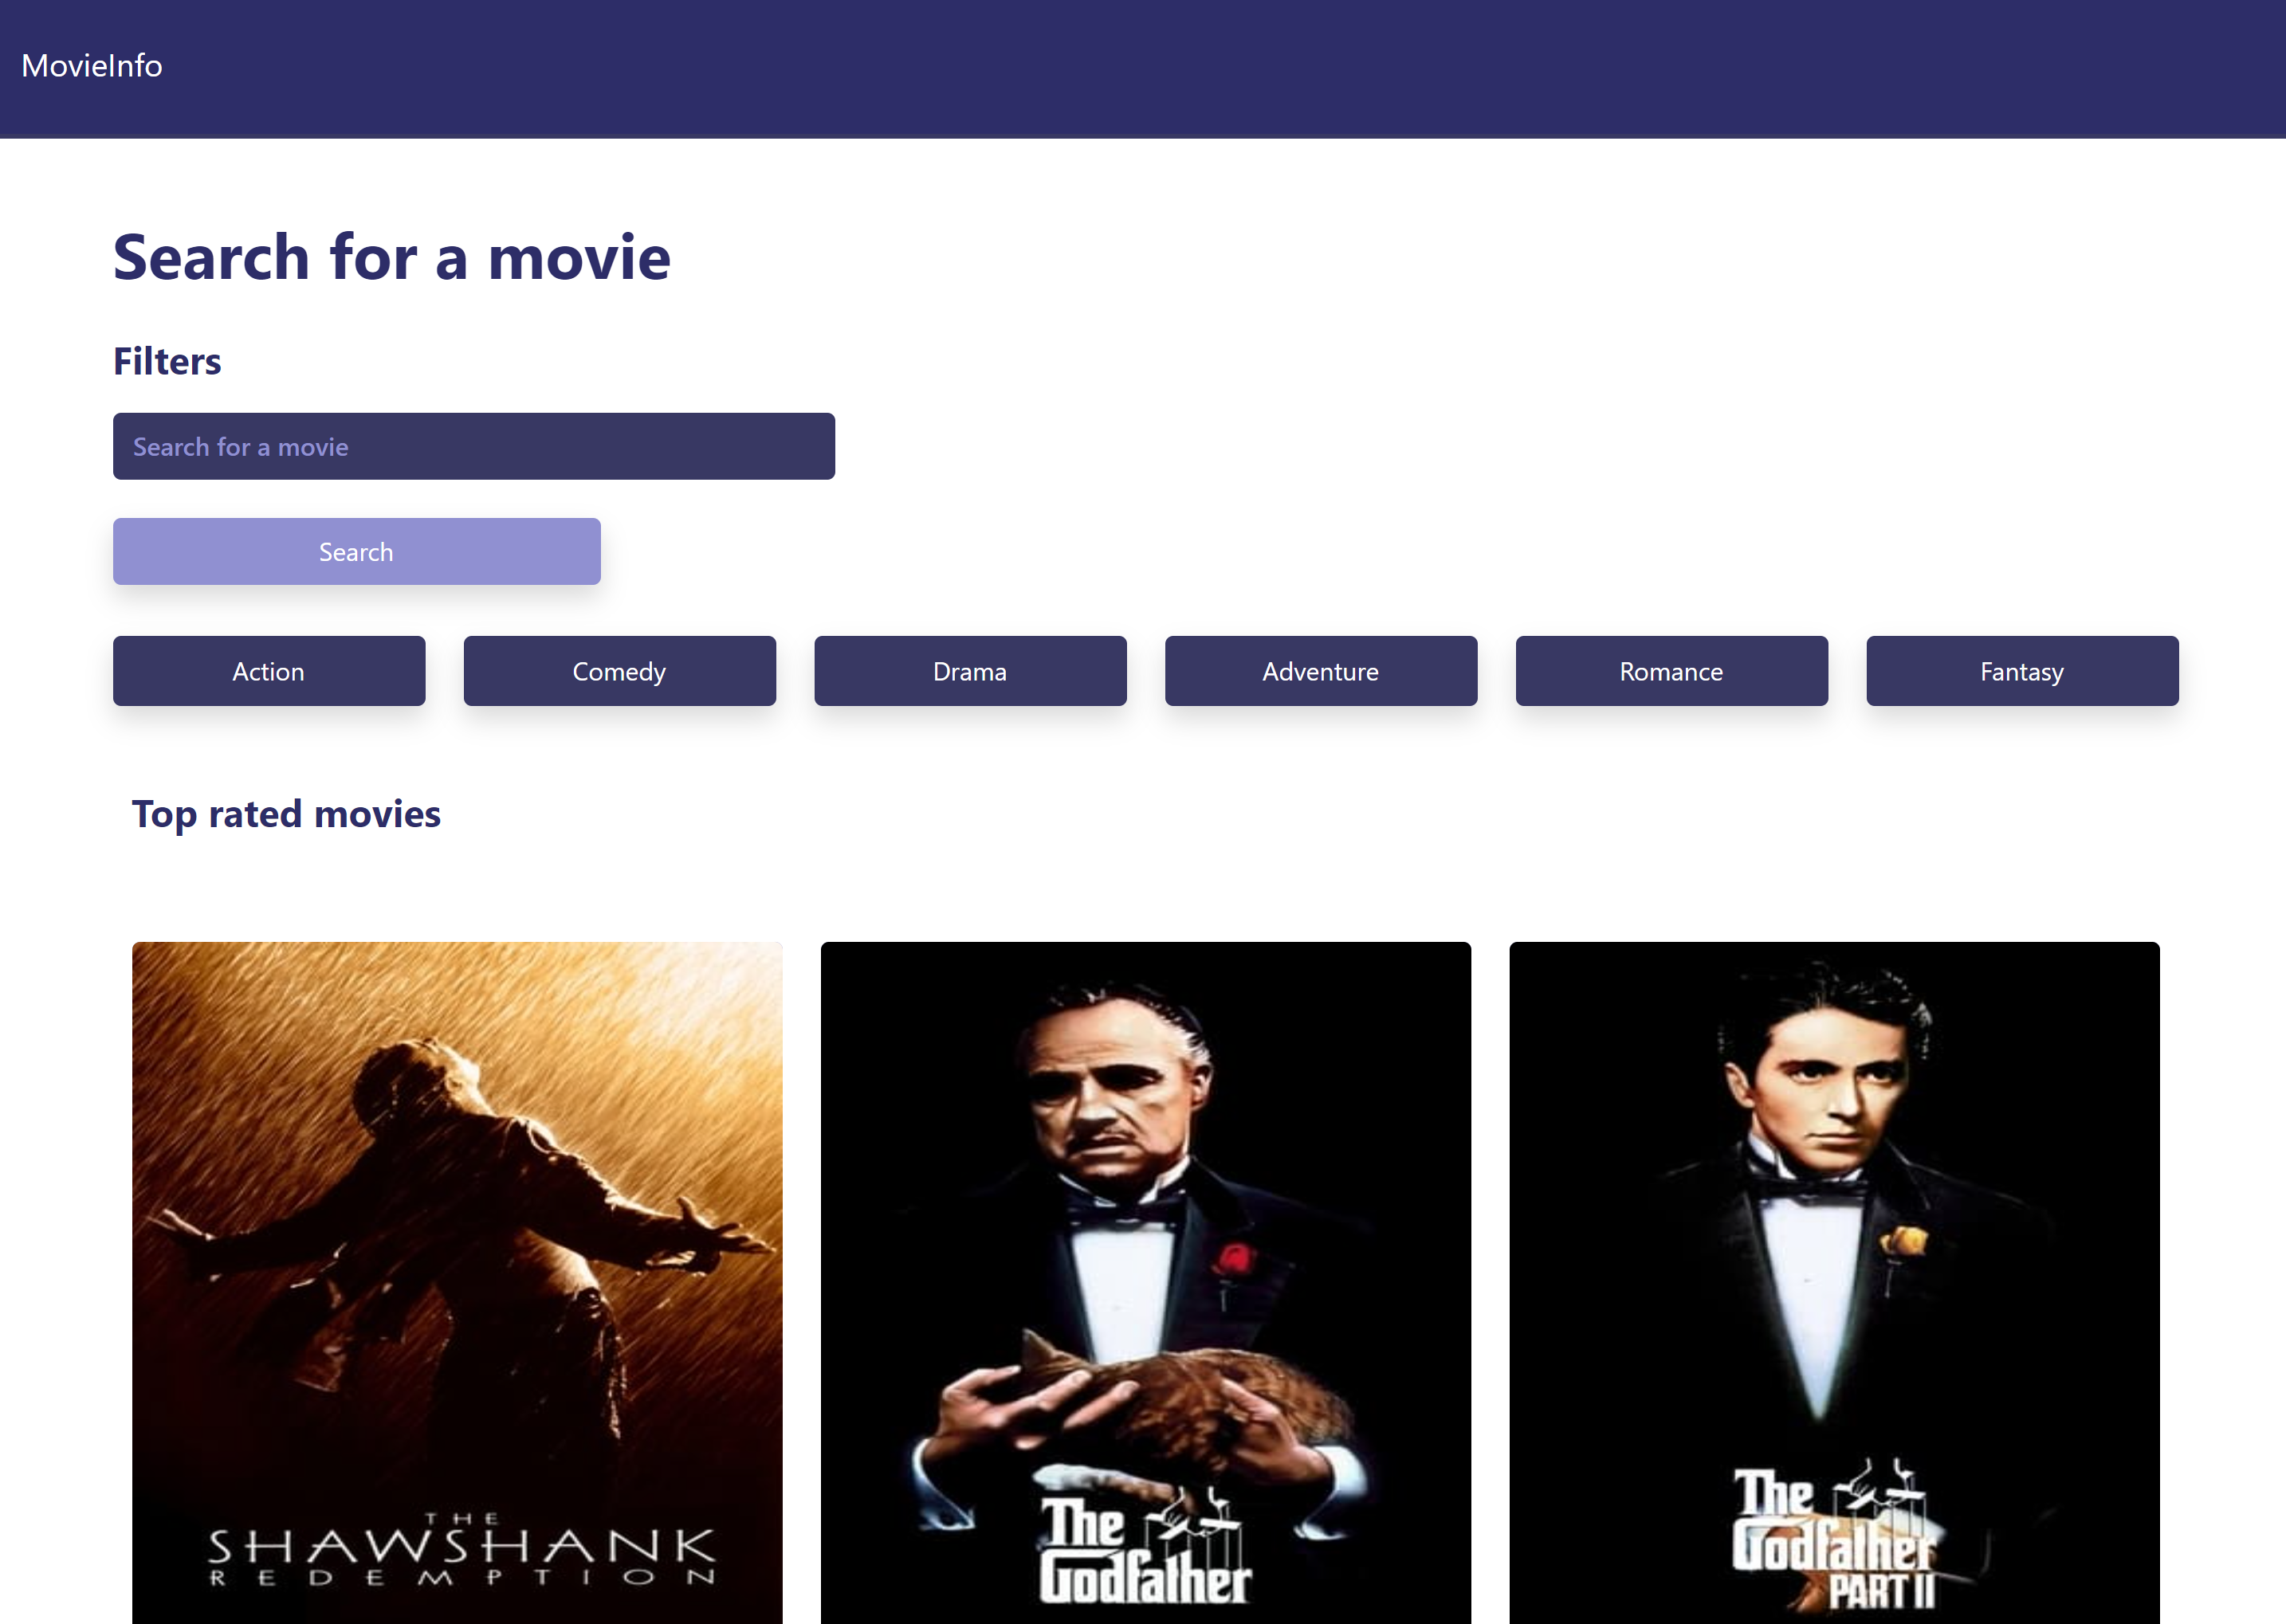 MovieInfo
Search for a movie
Filters
Search for a movie
Search
Action Comedy Drama Adventure Romance Fantasy
Top rated movies
THE
SHAWSHANK
REDEMPTION
The
Godfather
The
Godfather
PART II